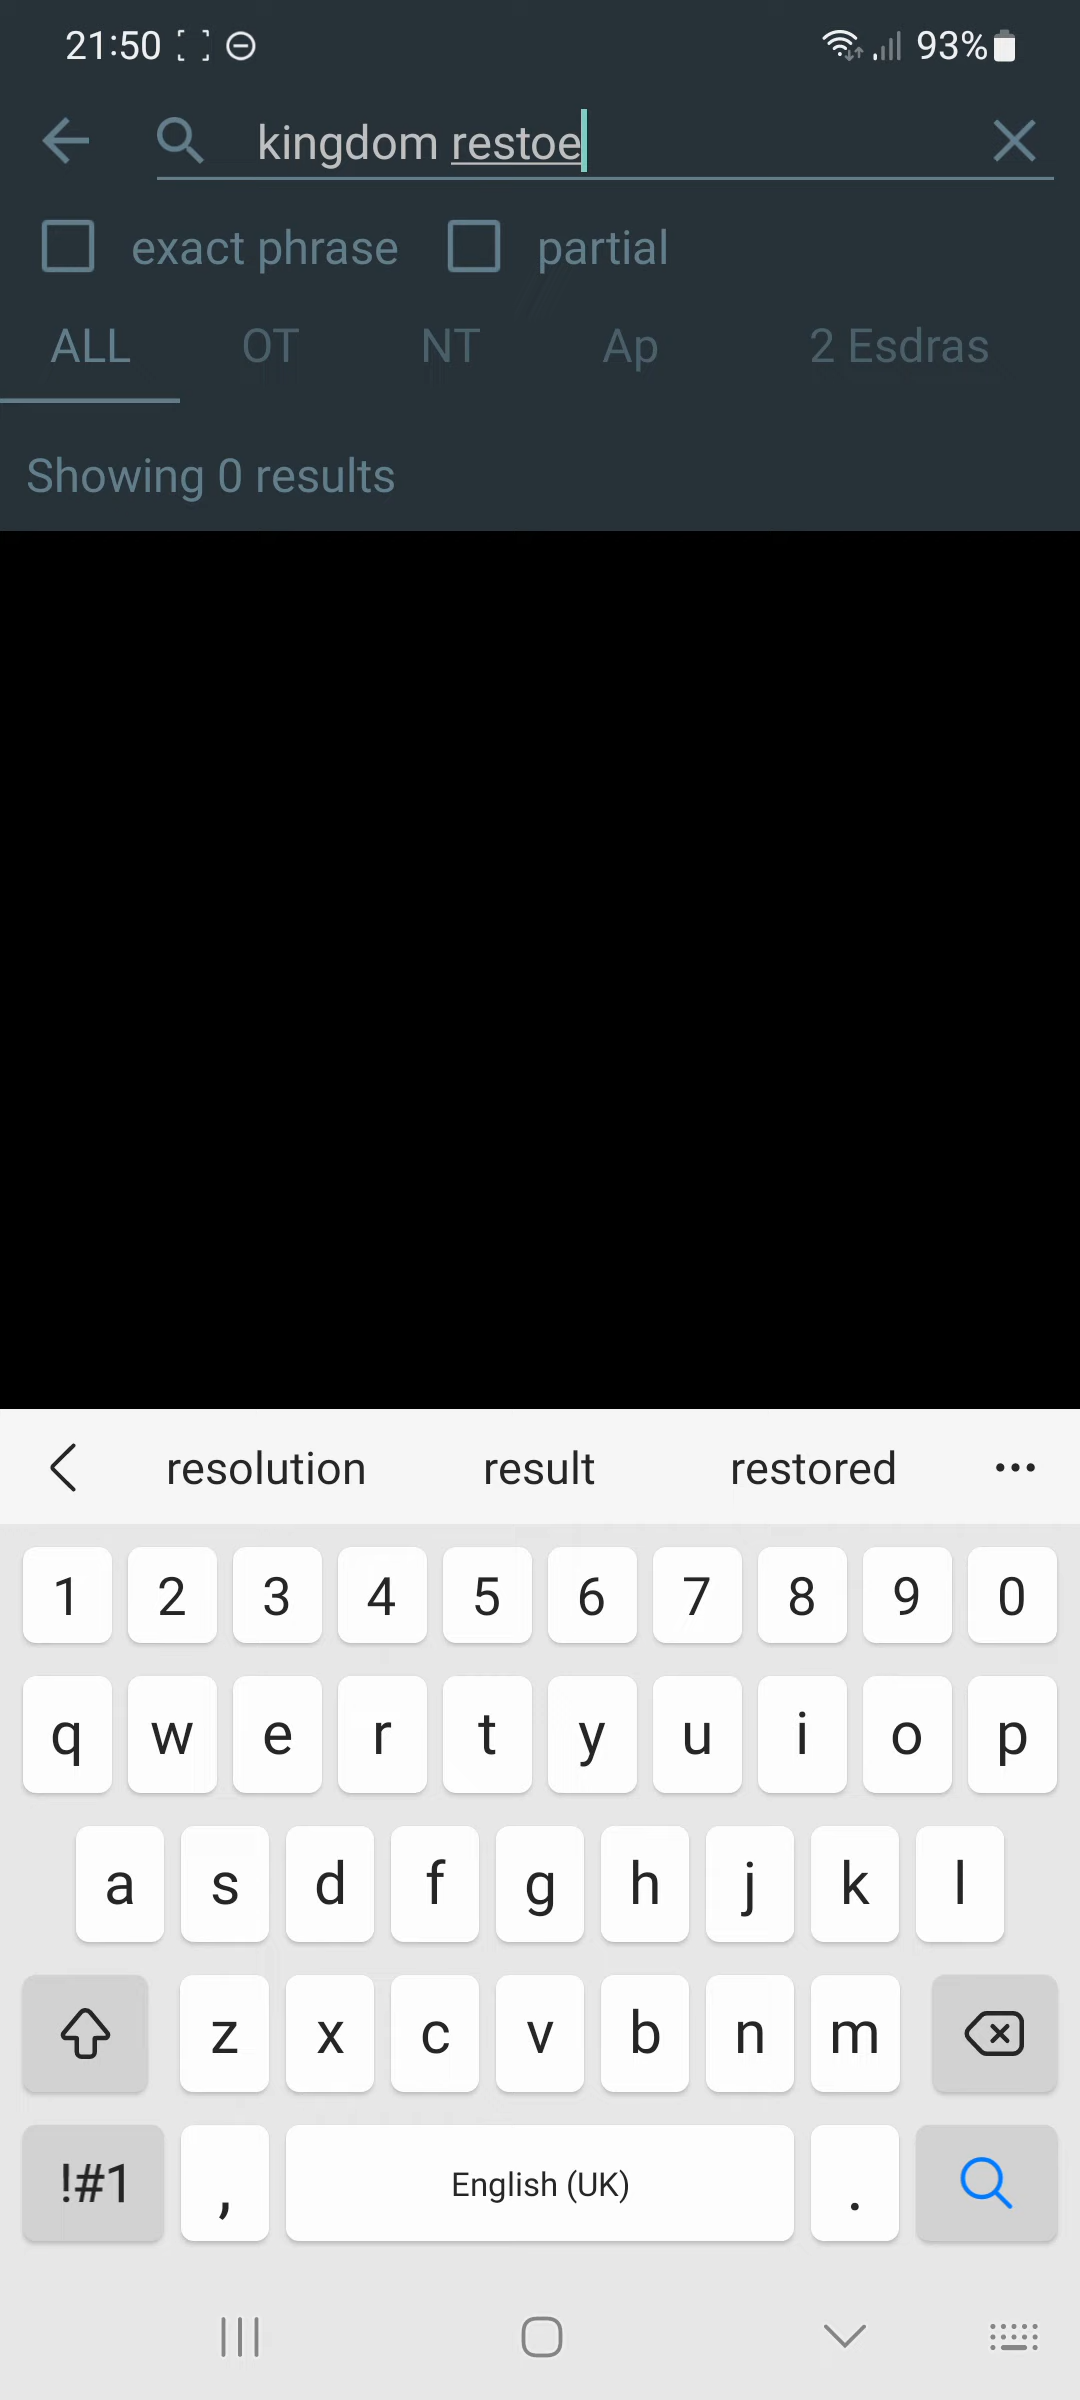 21:50 93%
kingdom restoe
exact phrase partial
ALL OT NT Ap 2 Esdras
Showing 0 results
resolution result restored
1 2 3 4 5 6 7 8 9 0
q w e r t y u i o p
a s d f g h j k l
z x c v b n m
!#1 , English (UK) .